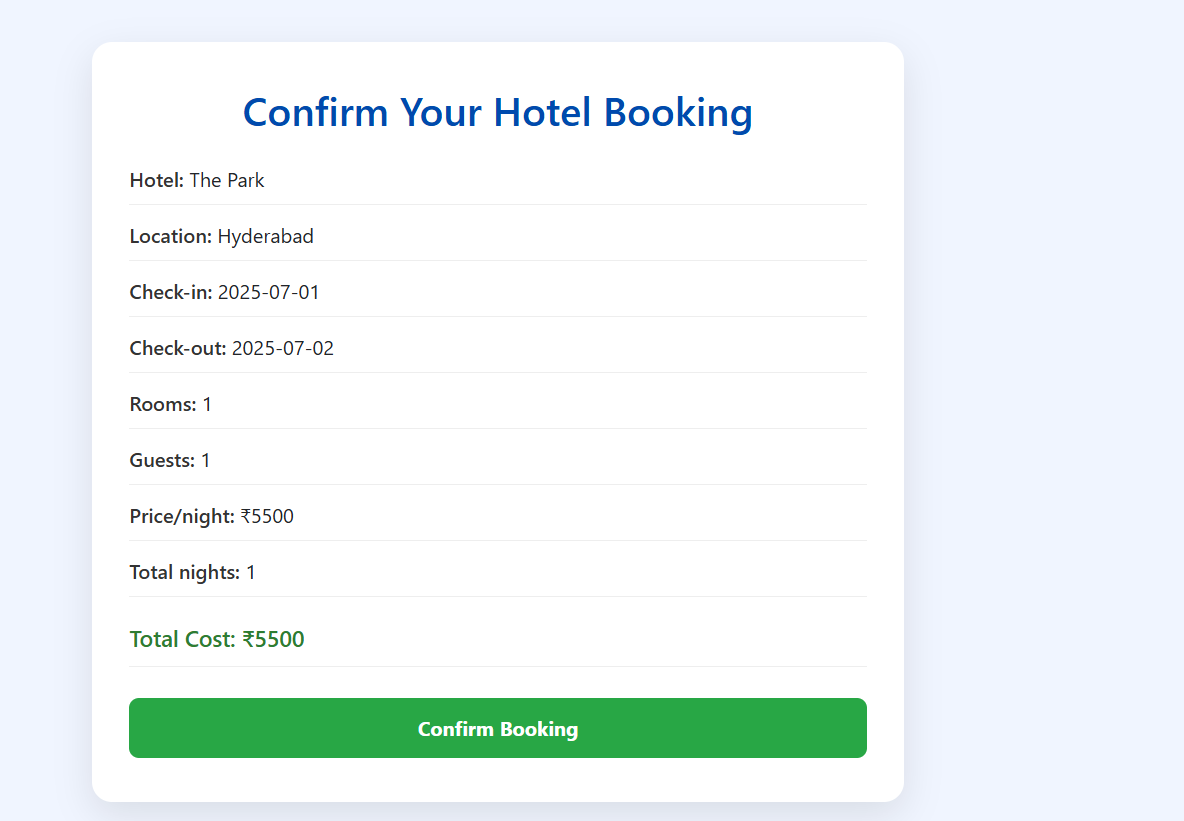 Confirm Your Hotel Booking
Hotel: The Park
Location: Hyderabad
Check-in: 2025-07-01
Check-out: 2025-07-02
Rooms: 1
Guests: 1
Price/night: ₹5500
Total nights: 1
Total Cost: ₹5500
Confirm Booking